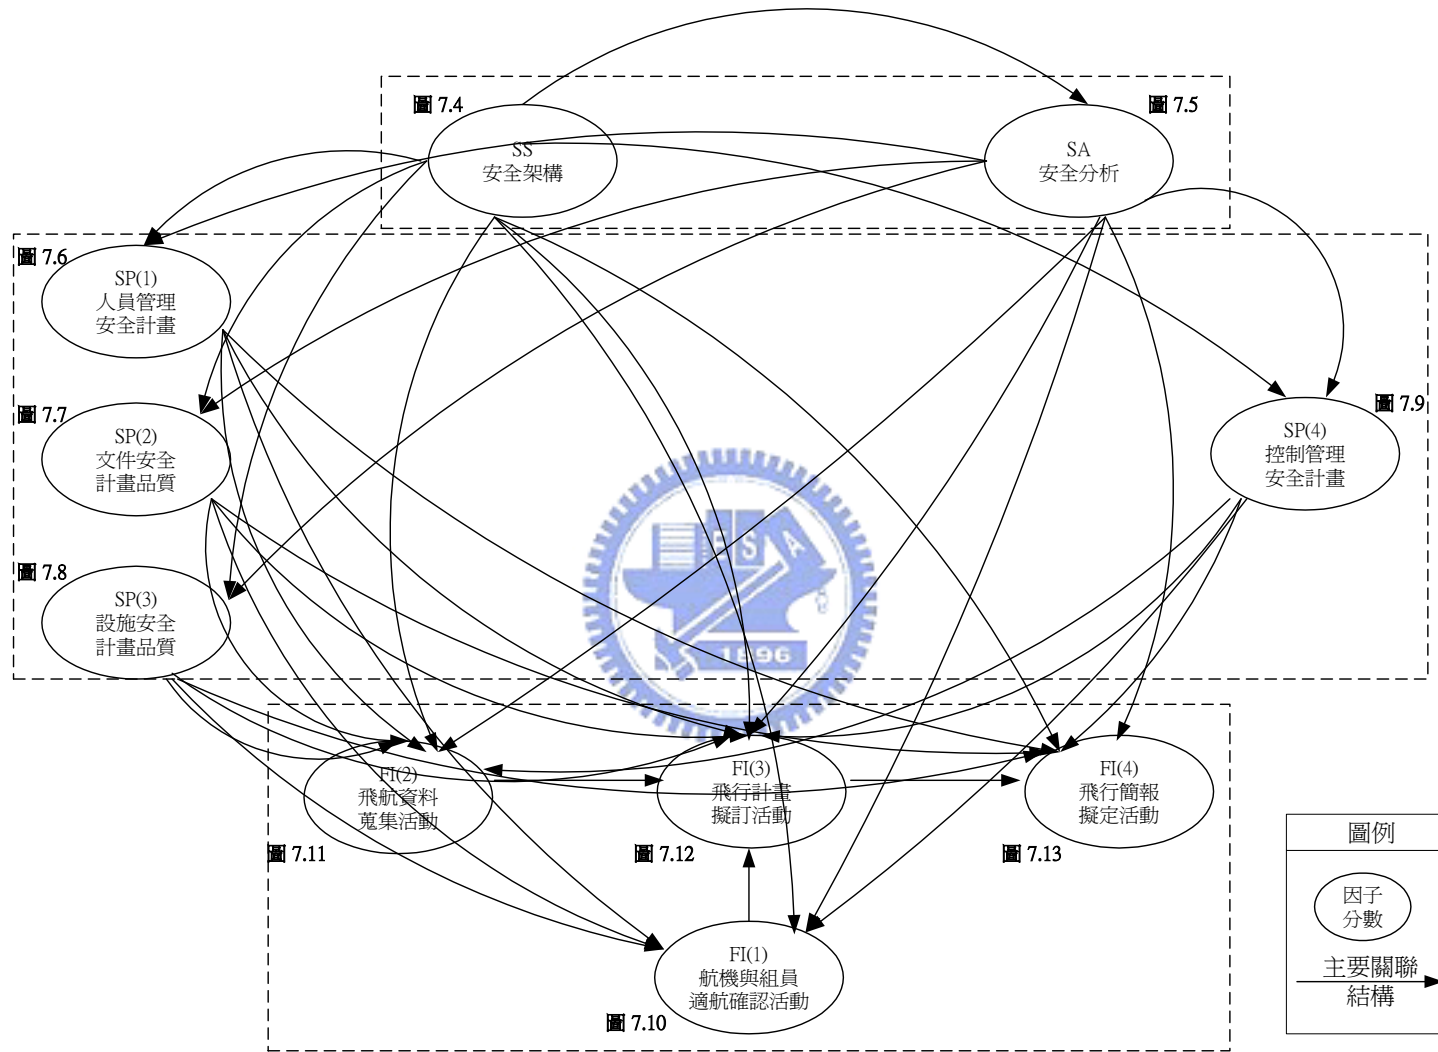 圖 7.4
圖 7.5
SS
安全架構
SA
安全分析
圖 7.6
SP(1)
人員管理
安全計畫
圖 7.7
SP(2)
文件安全
計畫品質
圖 7.9
SP(4)
控制管理
安全計畫
圖 7.8
SP(3)
設施安全
計畫品質
E S A
1896
FI(2)
飛航資料
蒐集活動
圖 7.11
FI(3)
飛行計畫
擬訂活動
圖 7.12
FI(4)
飛行簡報
擬定活動
圖 7.13
FI(1)
航機與組員
適航確認活動
圖 7.10
圖例
因子
分數
主要關聯
結構